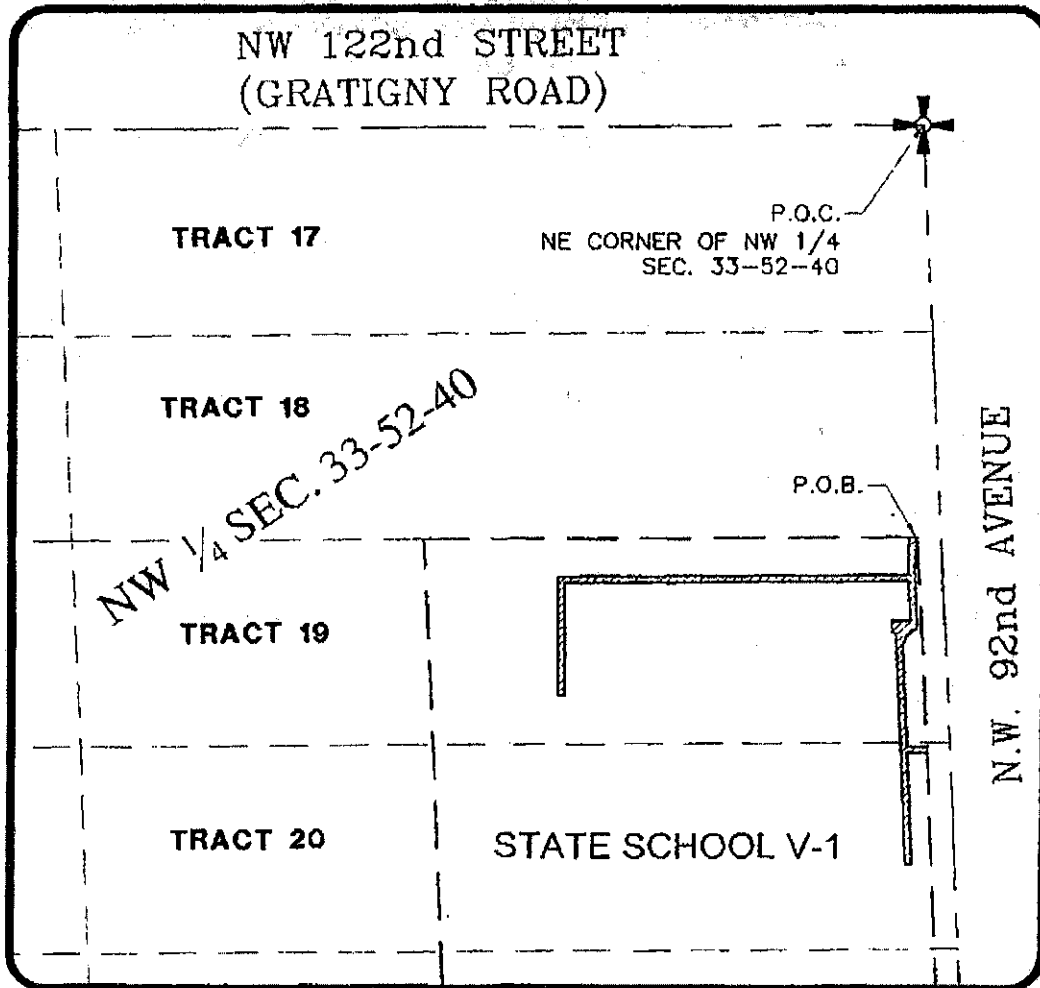 NW 122nd STREET
(GRATIGNY ROAD)
P.O.C.
NE CORNER OF NW 1/4
SEC. 33-52-40
TRACT 17
TRACT 18
NW 1/4 SEC. 33-52-40
P.O.B.
N.W. 92nd AVENUE
TRACT 19
TRACT 20
STATE SCHOOL V-1